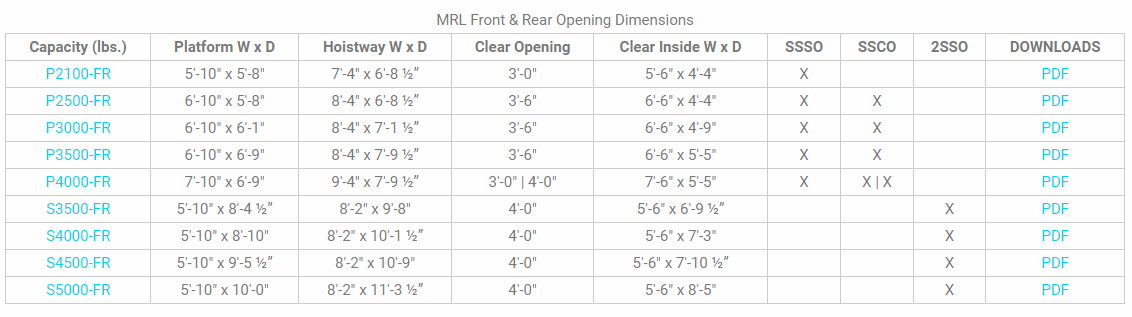 MRL Front & Rear Opening Dimensions
Capacity (lbs.) Platform W x D Hoistway W x D Clear Opening Clear Inside W x D SSSO SSCO 2SSO DOWNLOADS
P2100-FR 5'-10" x 5'-8" 7'-4" x 6'-8 ½” 3'-0" 5'-6" x 4'-4" X PDF
P2500-FR 6'-10" x 5'-8" 8'-4" x 6'-8 ½” 3'-6" 6'-6" x 4'-4" X X PDF
P3000-FR 6'-10" x 6'-1" 8'-4" x 7'-1 ½” 3'-6" 6'-6" x 4'-9" X X PDF
P3500-FR 6'-10" x 6'-9" 8'-4" x 7'-9 ½” 3'-6" 6'-6" x 5'-5" X X PDF
P4000-FR 7'-10" x 6'-9" 9'-4" x 7'-9 ½” 3'-0" | 4'-0" 7'-6" x 5'-5" X X | X PDF
S3500-FR 5'-10" x 8'-4 ½” 8'-2" x 9'-8" 4'-0" 5'-6" x 6'-9 ½” X PDF
S4000-FR 5'-10" x 8'-10" 8'-2" x 10'-1 ½” 4'-0" 5'-6" x 7'-3" X PDF
S4500-FR 5'-10" x 9'-5 ½” 8'-2" x 10'-9" 4'-0" 5'-6" x 7'-10 ½” X PDF
S5000-FR 5'-10" x 10'-0" 8'-2" x 11'-3 ½” 4'-0" 5'-6" x 8'-5" X PDF